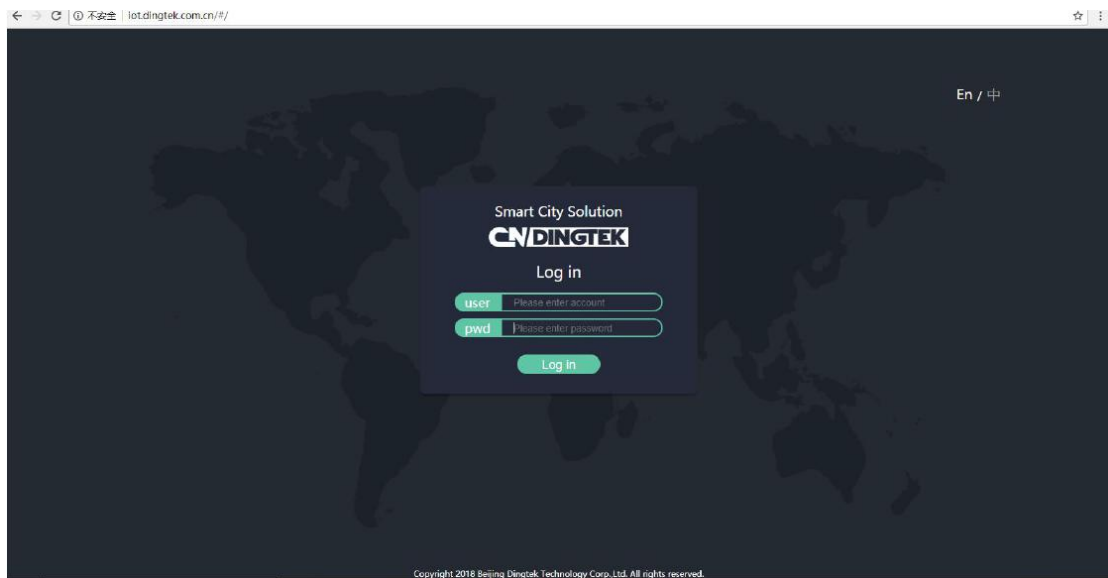 不安全 iot.dingtek.com.cn/#/
En / 中
Smart City Solution
CN/DINGTEK
Log in
user Please enter account
pwd Please enter password
Log in
Copyright 2018 Beijing Dingtek Technology Corp.,Ltd. All rights reserved.